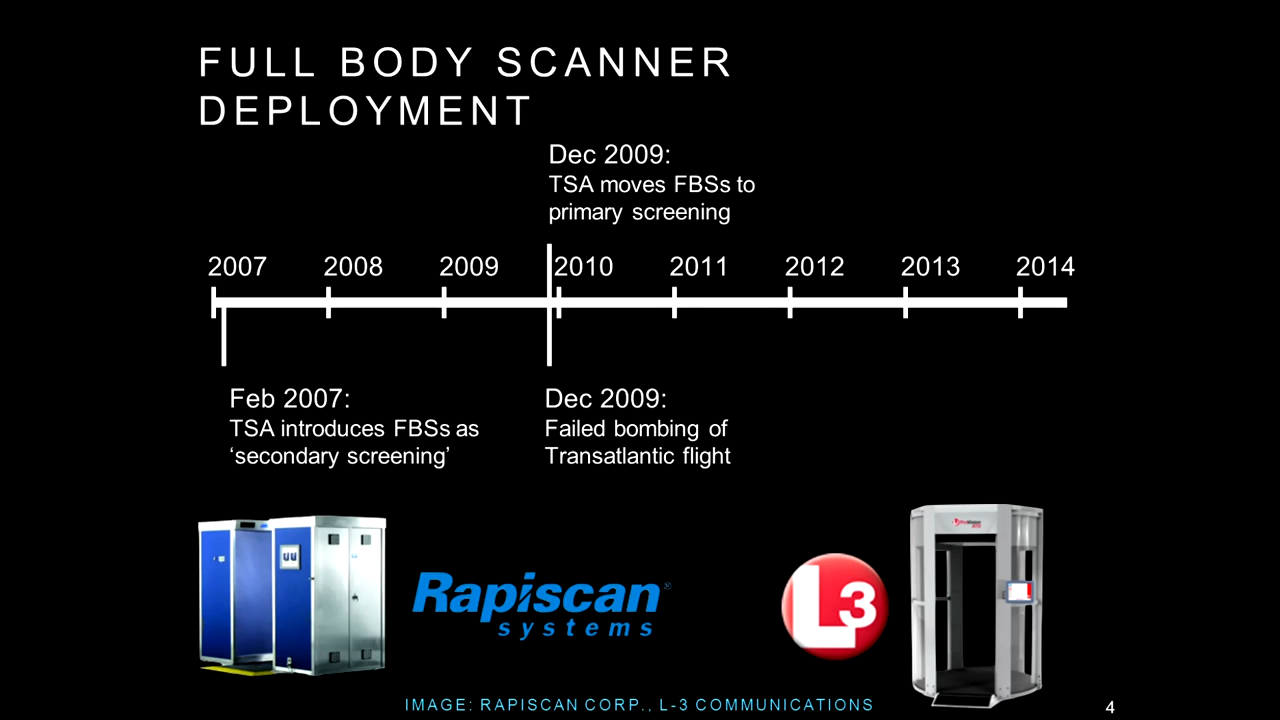 FULL BODY SCANNER
DEPLOYMENT
Dec 2009:
TSA moves FBSs to
primary screening
2007 2008 2009 2010 2011 2012 2013 2014
Feb 2007:
TSA introduces FBSs as
‘secondary screening’
Dec 2009:
Failed bombing of
Transatlantic flight
Rapiscan®
systems
L3
IMAGE: RAPISCAN CORP., L-3 COMMUNICATIONS
4